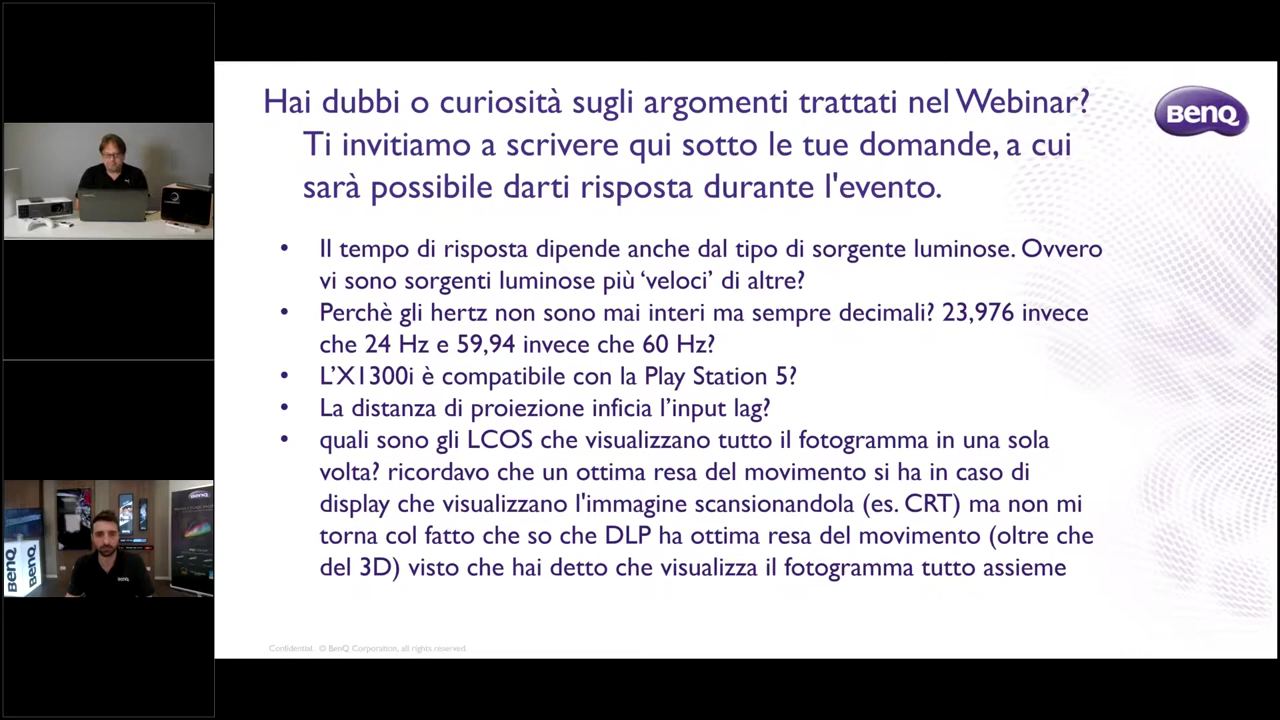 Hai dubbi o curiosità sugli argomenti trattati nel Webinar?
Ti invitiamo a scrivere qui sotto le tue domande, a cui
sarà possibile darti risposta durante l'evento.
BenQ
• Il tempo di risposta dipende anche dal tipo di sorgente luminose. Ovvero
vi sono sorgenti luminose più ‘veloci’ di altre?
• Perchè gli hertz non sono mai interi ma sempre decimali? 23,976 invece
che 24 Hz e 59,94 invece che 60 Hz?
• L’X1300i è compatibile con la Play Station 5?
• La distanza di proiezione inficia l’input lag?
• quali sono gli LCOS che visualizzano tutto il fotogramma in una sola
volta? ricordavo che un ottima resa del movimento si ha in caso di
display che visualizzano l'immagine scansionandola (es. CRT) ma non mi
torna col fatto che so che DLP ha ottima resa del movimento (oltre che
del 3D) visto che hai detto che visualizza il fotogramma tutto assieme
Confidential © BenQ Corporation, all rights reserved.
BenQ
BenQ
BenQ